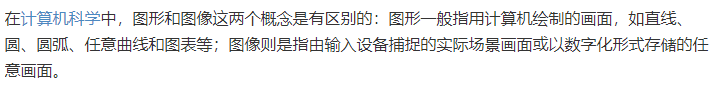 在计算机科学中，图形和图像这两个概念是有区别的：图形一般指用计算机绘制的画面，如直线、
圆、圆弧、任意曲线和图表等；图像则是指由输入设备捕捉的实际场景画面或以数字化形式存储的任
意画面。